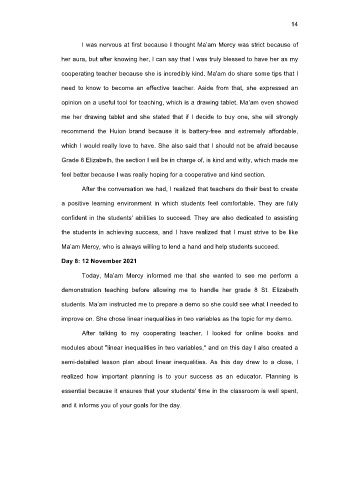 14
I was nervous at first because I thought Ma'am Mercy was strict because of
her aura, but after knowing her, I can say that I was truly blessed to have her as my
cooperating teacher because she is incredibly kind. Ma'am do share some tips that I
need to know to become an effective teacher. Aside from that, she expressed an
opinion on a useful tool for teaching, which is a drawing tablet. Ma'am even showed
me her drawing tablet and she stated that if I decide to buy one, she will strongly
recommend the Huion brand because it is battery-free and extremely affordable,
which I would really love to have. She also said that I should not be afraid because
Grade 8 Elizabeth, the section I will be in charge of, is kind and witty, which made me
feel better because I was really hoping for a cooperative and kind section.
After the conversation we had, I realized that teachers do their best to create
a positive learning environment in which students feel comfortable. They are fully
confident in the students' abilities to succeed. They are also dedicated to assisting
the students in achieving success, and I have realized that I must strive to be like
Ma'am Mercy, who is always willing to lend a hand and help students succeed.
Day 8: 12 November 2021
Today, Ma'am Mercy informed me that she wanted to see me perform a
demonstration teaching before allowing me to handle her grade 8 St. Elizabeth
students. Ma'am instructed me to prepare a demo so she could see what I needed to
improve on. She chose linear inequalities in two variables as the topic for my demo.
After talking to my cooperating teacher, I looked for online books and
modules about "linear inequalities in two variables," and on this day I also created a
semi-detailed lesson plan about linear inequalities. As this day drew to a close, I
realized how important planning is to your success as an educator. Planning is
essential because it ensures that your students' time in the classroom is well spent,
and it informs you of your goals for the day.